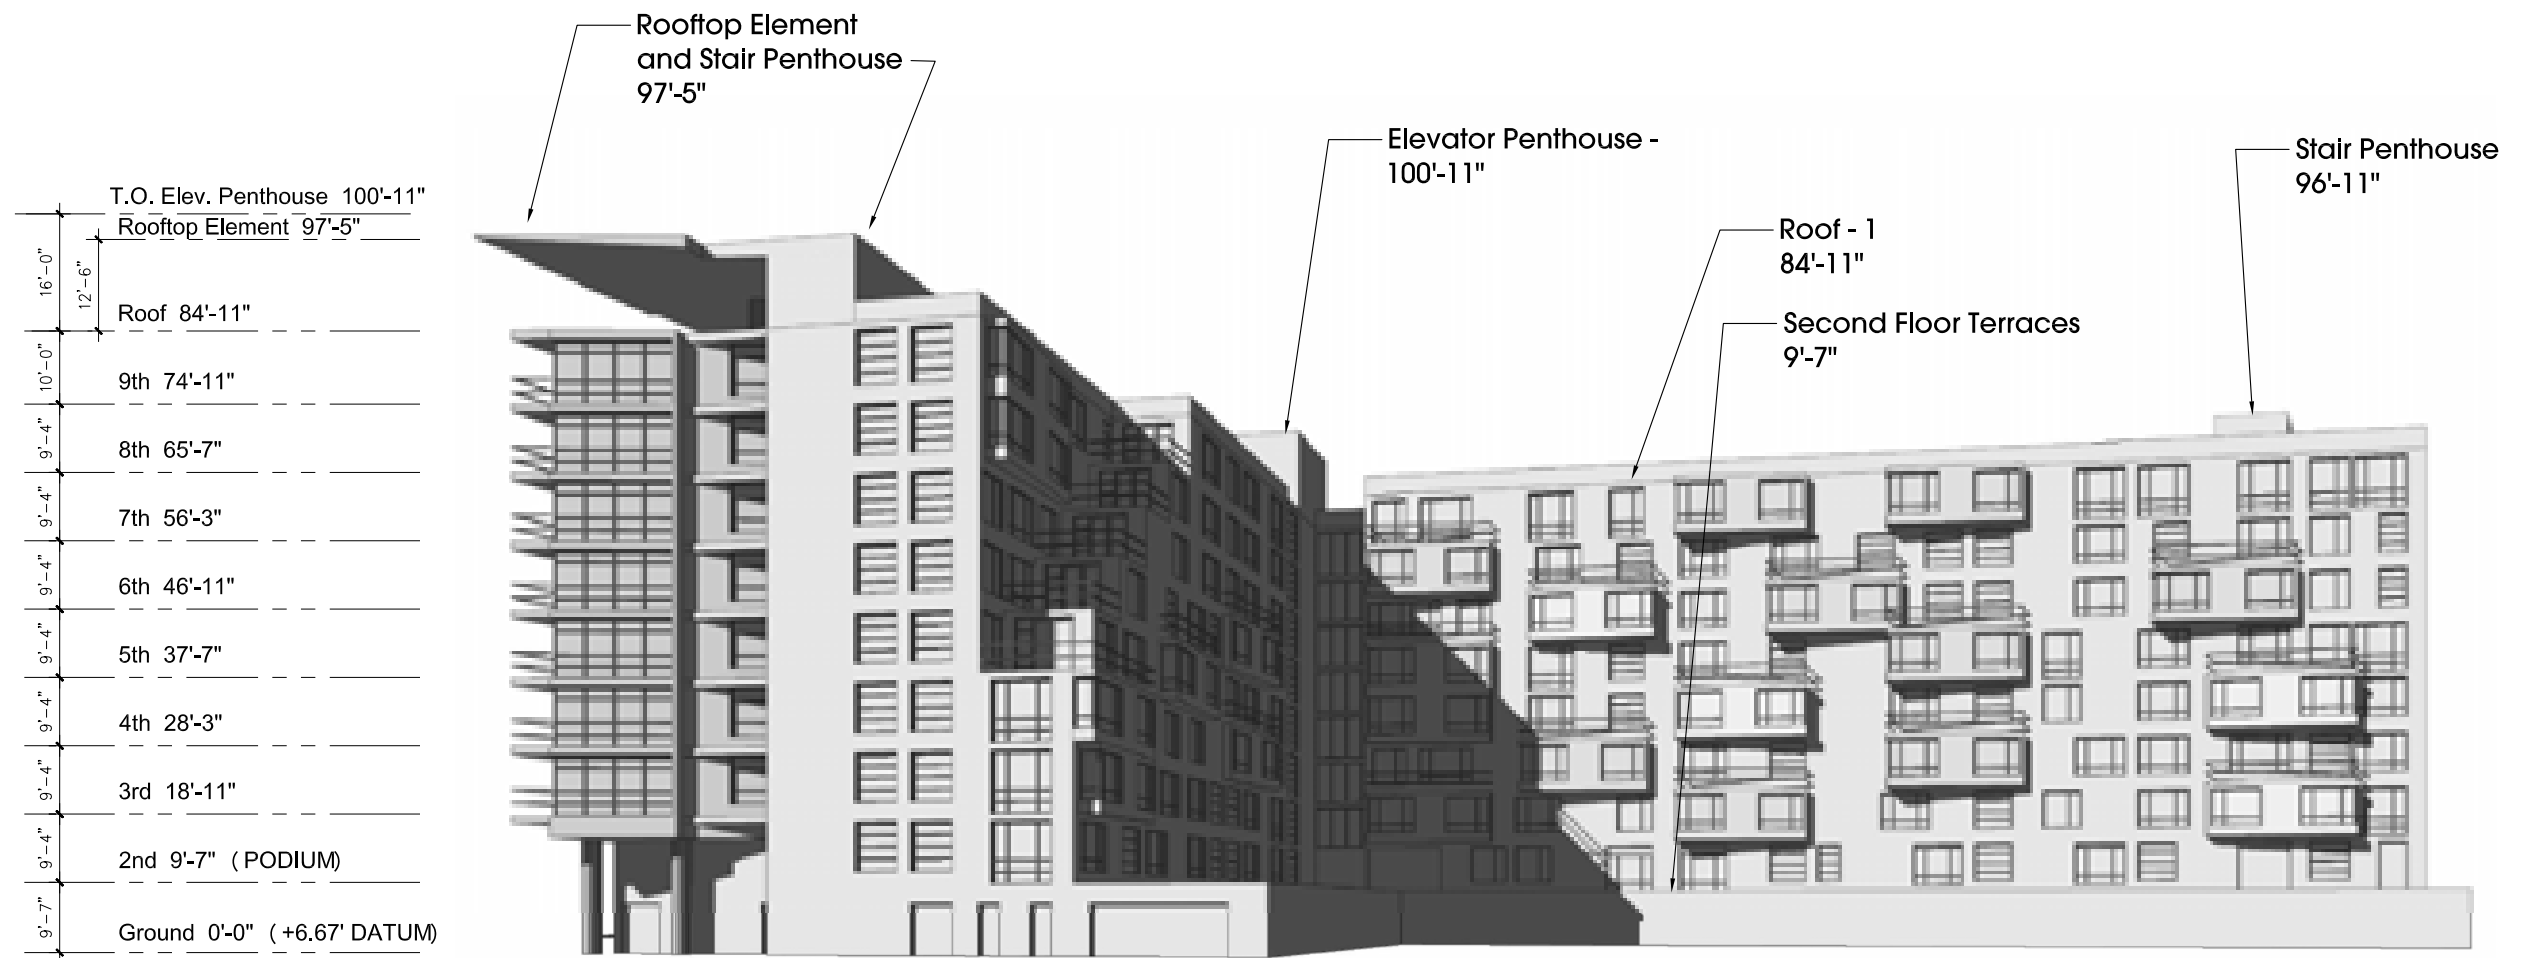 Rooftop Element
and Stair Penthouse
97'-5"
Elevator Penthouse -
100'-11"
Stair Penthouse
96'-11"
Roof - 1
84'-11"
Second Floor Terraces
9'-7"
T.O. Elev. Penthouse 100'-11"
Rooftop Element 97'-5"
16'-0"
12'-6"
Roof 84'-11"
10'-0"
9th 74'-11"
9'-4"
8th 65'-7"
9'-4"
7th 56'-3"
9'-4"
6th 46'-11"
9'-4"
5th 37'-7"
9'-4"
4th 28'-3"
9'-4"
3rd 18'-11"
9'-4"
2nd 9'-7" ( PODIUM)
9'-7"
Ground 0'-0" ( +6.67' DATUM)